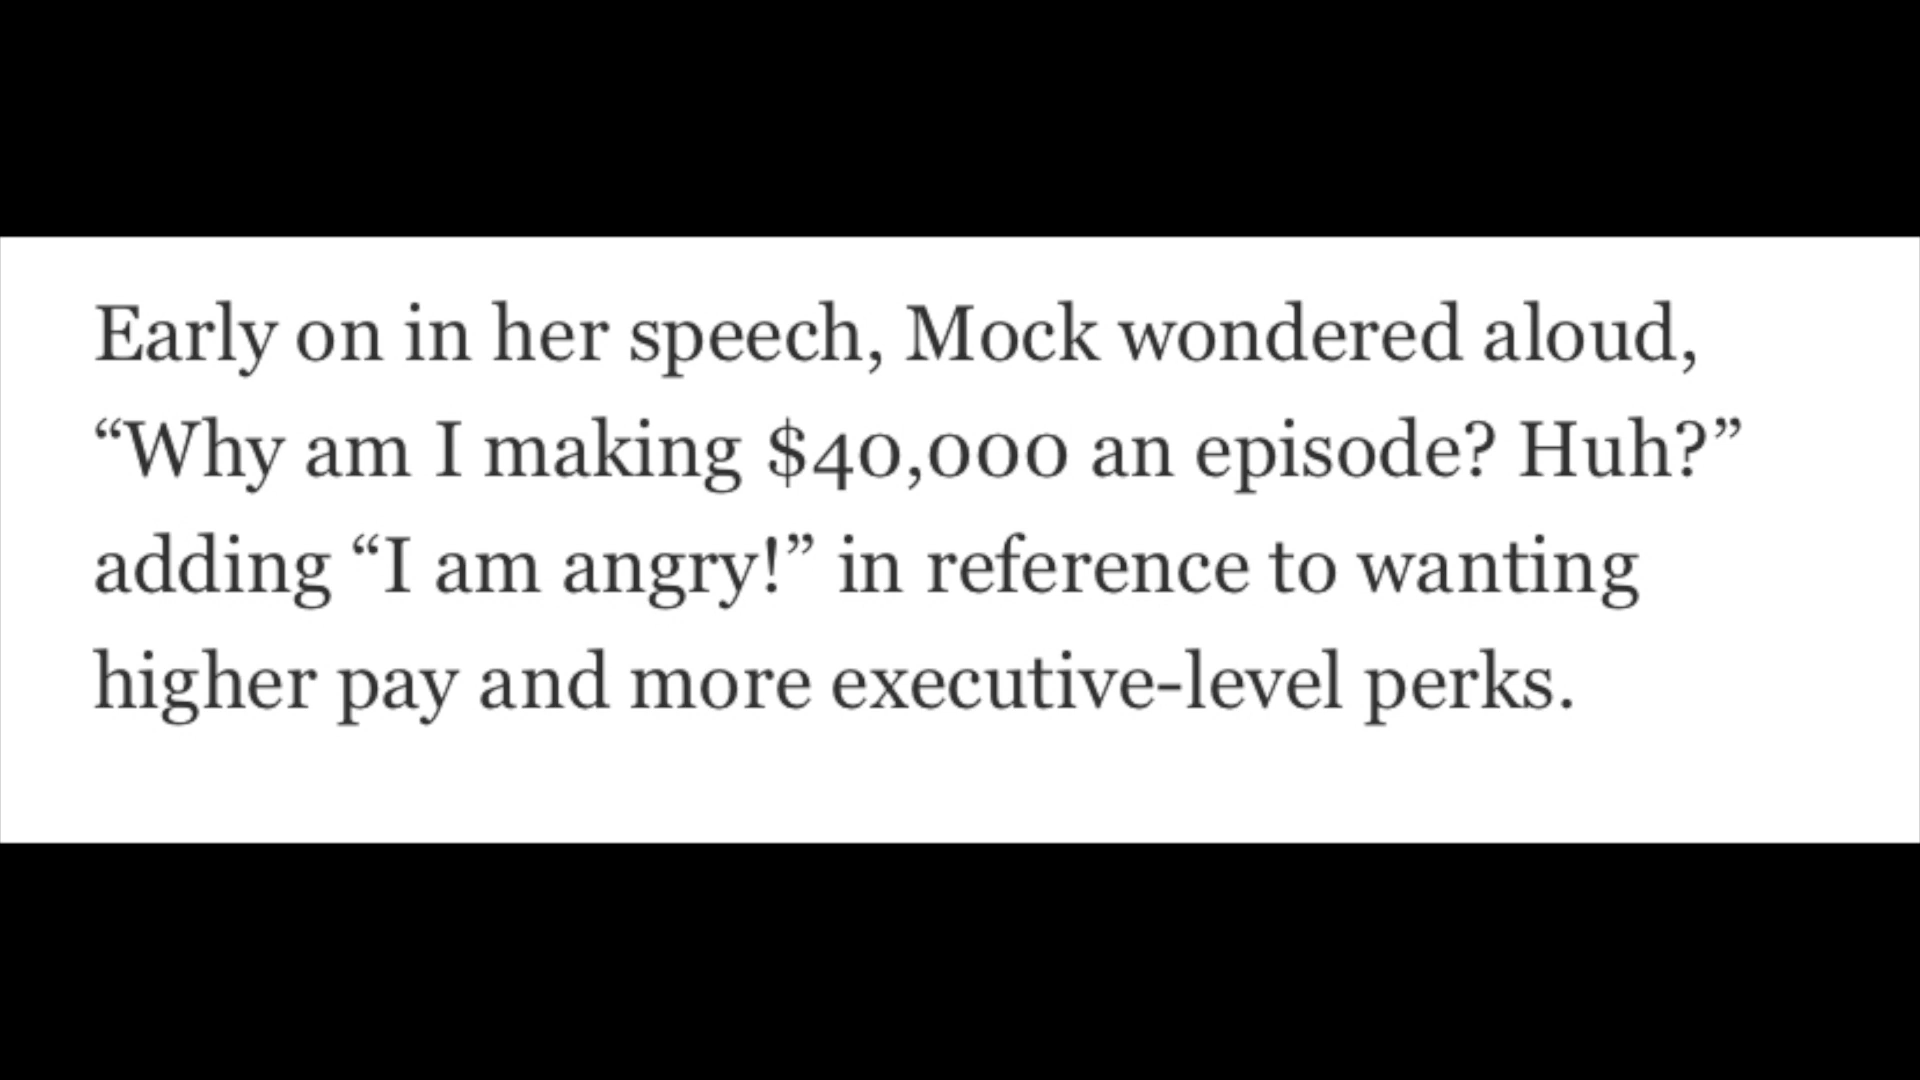 Early on in her speech, Mock wondered aloud,
“Why am I making $40,000 an episode? Huh?”
adding “I am angry!” in reference to wanting
higher pay and more executive-level perks.